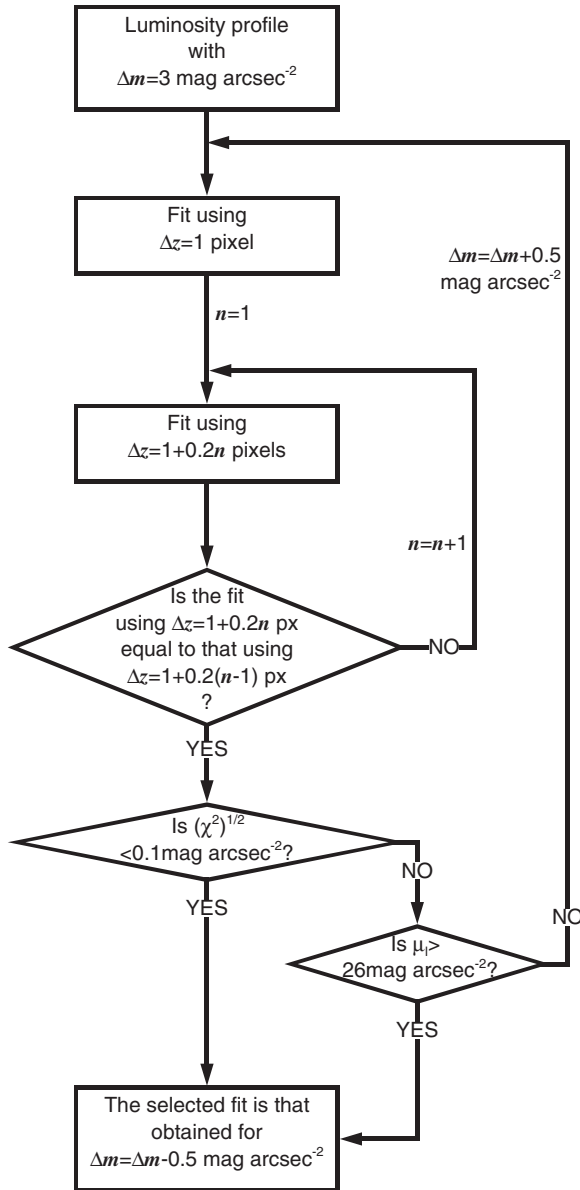 Luminosity profile
with
Δm=3 mag arcsec⁻²
Fit using
Δz=1 pixel
Δm=Δm+0.5
mag arcsec⁻²
n=1
Fit using
Δz=1+0.2n pixels
n=n+1
Is the fit
using Δz=1+0.2n px
equal to that using
Δz=1+0.2(n-1) px
?
NO
YES
Is (χ²)¹/²
<0.1mag arcsec⁻²?
NO
YES
NO
Is μₗ>
26mag arcsec⁻²?
YES
The selected fit is that
obtained for
Δm=Δm-0.5 mag arcsec⁻²